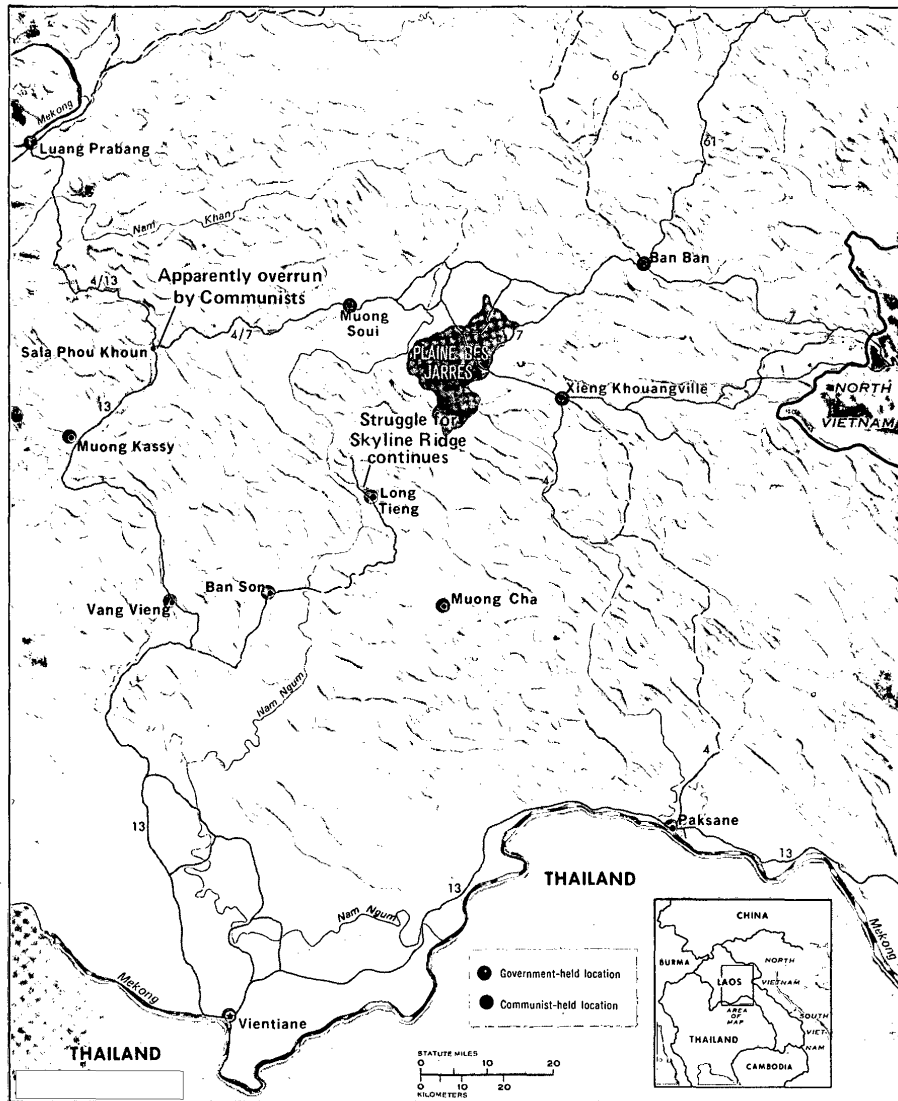 6
61
Mekong
Luang Prabang
Nam Khan
Ban Ban
4/13
Apparently overrun
by Communists
Muong
Soui
7
4/7
7
Sala Phou Khoun
PLAINE DES
JARRES
Xieng Khouangville
NORTH
VIETNAM
13
Struggle for
Skyline Ridge
continues
Muong Kassy
4
Long
Tieng
Ban Son
Vang Vieng
Muong Cha
Nam Ngum
4
13
Paksane
13
THAILAND
13
Nam Ngum
Mekong
Mekong
Vientiane
THAILAND
Government-held location
Communist-held location
STATUTE MILES
0 10 20
0 10 20
KILOMETERS
CHINA
BURMA
NORTH
VIETNAM
LAOS
AREA
OF
MAP
SOUTH
VIET-
NAM
THAILAND
CAMBODIA